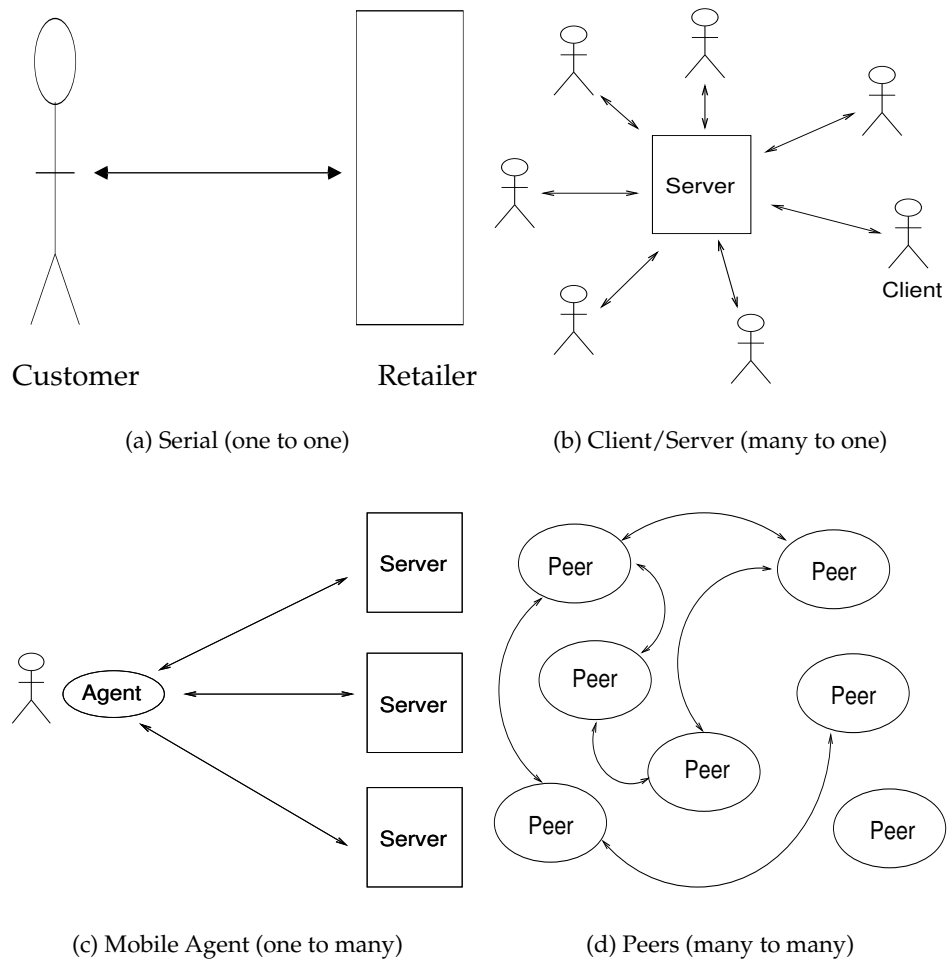 Customer
Retailer
(a) Serial (one to one)
Server
Client
(b) Client/Server (many to one)
Agent
Server
Server
Server
(c) Mobile Agent (one to many)
Peer
Peer
Peer
Peer
Peer
Peer
Peer
(d) Peers (many to many)